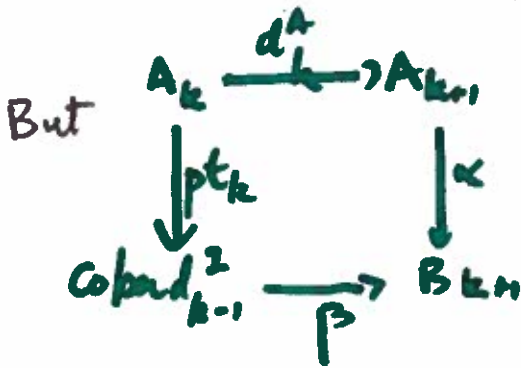 d^A_k
A_k → A_{k+1}
But
pt_k α
Cobord^2_{k-1} → B_{k+1}
β